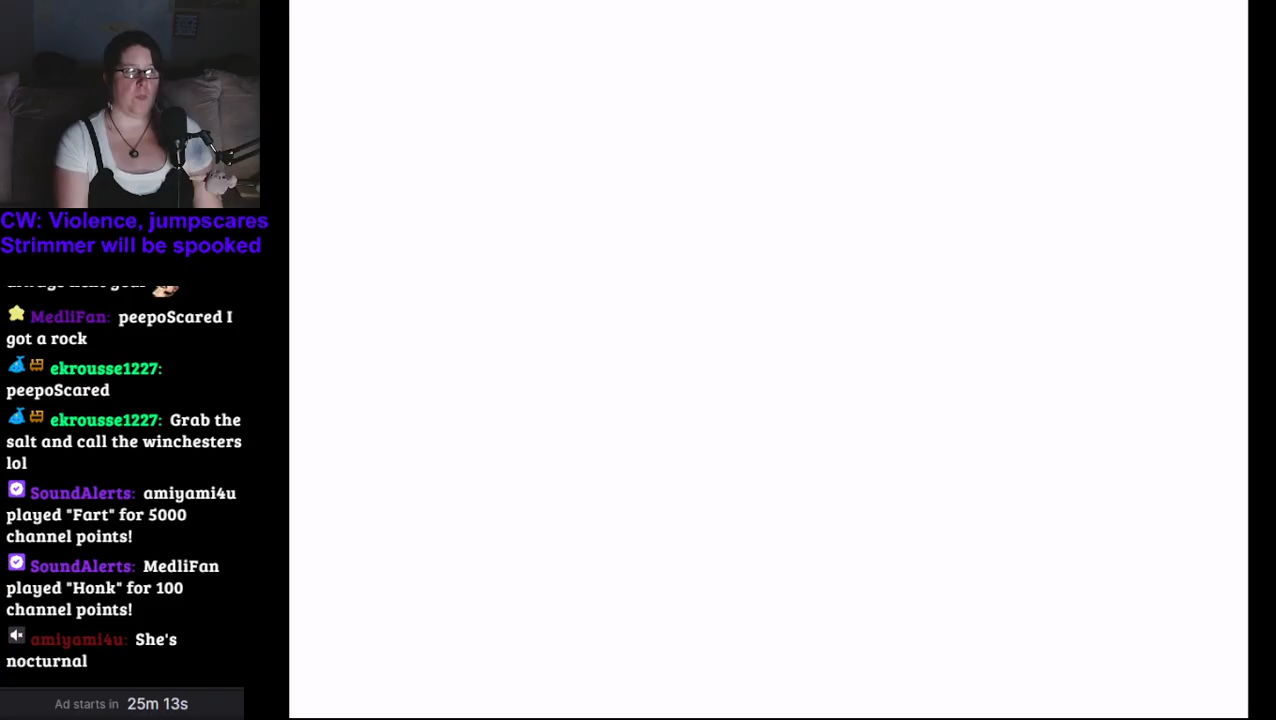 CW: Violence, jumpscares
Strimmer will be spooked
MedliFan: peepoScared I
got a rock
ekrousse1227:
peepoScared
ekrousse1227: Grab the
salt and call the winchesters
lol
SoundAlerts: amiyami4u
played "Fart" for 5000
channel points!
SoundAlerts: MedliFan
played "Honk" for 100
channel points!
amiyami4u: She's
nocturnal
Ad starts in 25m 13s